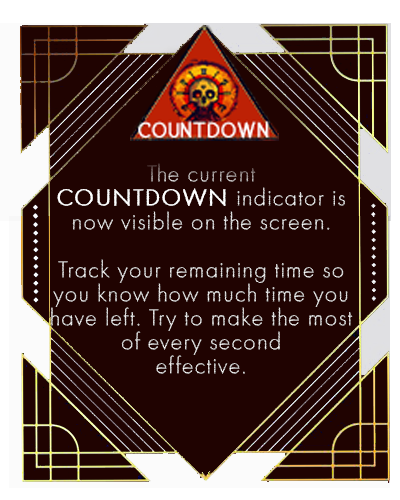 COUNTDOWN
The current
COUNTDOWN indicator is
now visible on the screen.
Track your remaining time so
you know how much time you
have left. Try to make the most
of every second
effective.